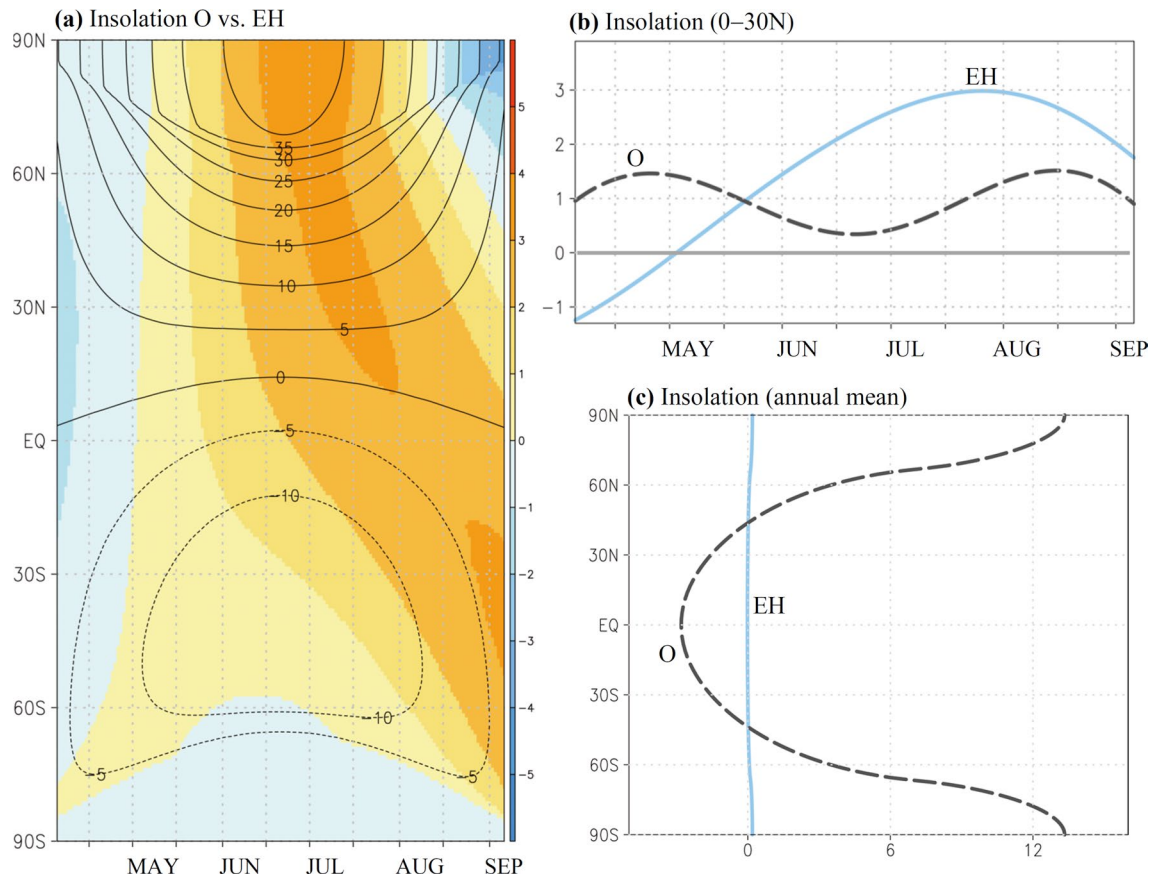 (a) Insolation O vs. EH
90N
60N
30N
EQ
30S
60S
90S
35
30
25
20
15
10
5
0
-5
-10
-10
-5
-5
MAY JUN JUL AUG SEP
5
4
3
2
1
0
-1
-2
-3
-4
-5
(b) Insolation (0–30N)
EH
O
3
2
1
0
-1
MAY JUN JUL AUG SEP
(c) Insolation (annual mean)
90N
60N
30N
EQ
30S
60S
90S
EH
O
0 6 12